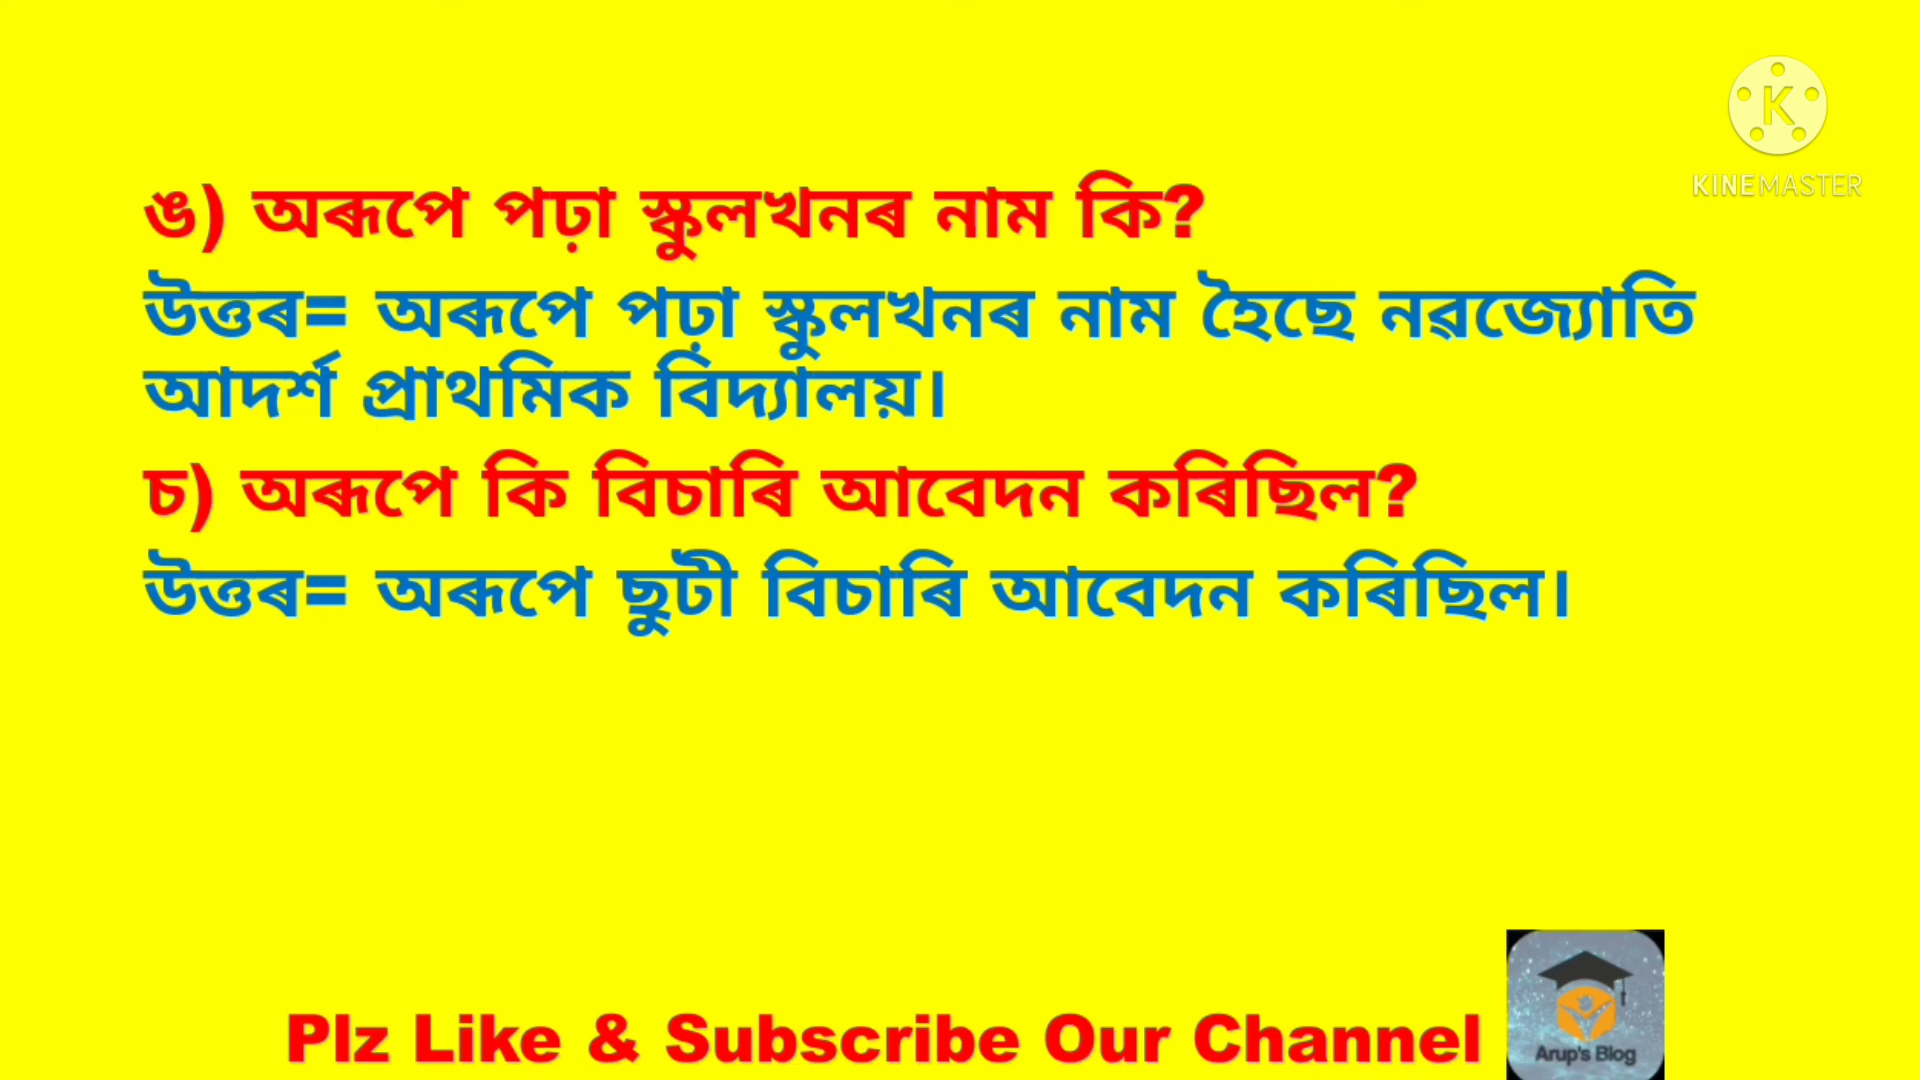 KINEMASTER
ঙ) অৰূপে পঢ়া স্কুলখনৰ নাম কি?
উত্তৰ= অৰূপে পঢ়া স্কুলখনৰ নাম হৈছে নৱজ্যোতি
আদৰ্শ প্ৰাথমিক বিদ্যালয়।
চ) অৰূপে কি বিচাৰি আবেদন কৰিছিল?
উত্তৰ= অৰূপে ছুটী বিচাৰি আবেদন কৰিছিল।
Plz Like & Subscribe Our Channel
Arup's Blog